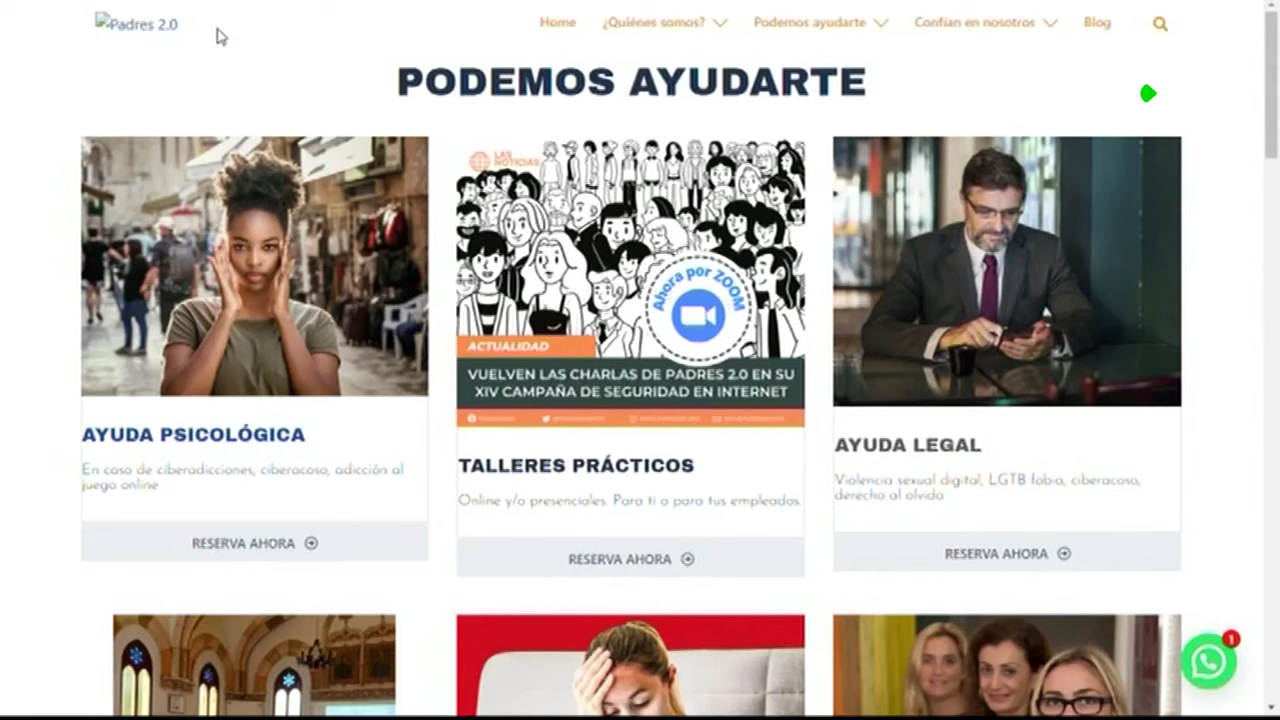 Padres 2.0
Home
¿Quiénes somos?
Podemos ayudarte
Confían en nosotros
Blog
PODEMOS AYUDARTE
LAS NOTICIAS
Ahora por ZOOM
ACTUALIDAD
VUELVEN LAS CHARLAS DE PADRES 2.0 EN SU
XIV CAMPAÑA DE SEGURIDAD EN INTERNET
AYUDA PSICOLÓGICA
En caso de ciberadicciones, ciberacoso, adicción al
juego online
RESERVA AHORA
TALLERES PRÁCTICOS
Online y/o presenciales. Para ti o para tus empleados.
RESERVA AHORA
AYUDA LEGAL
Violencia sexual digital, LGTB fobia, ciberacoso,
derecho al olvido
RESERVA AHORA
1